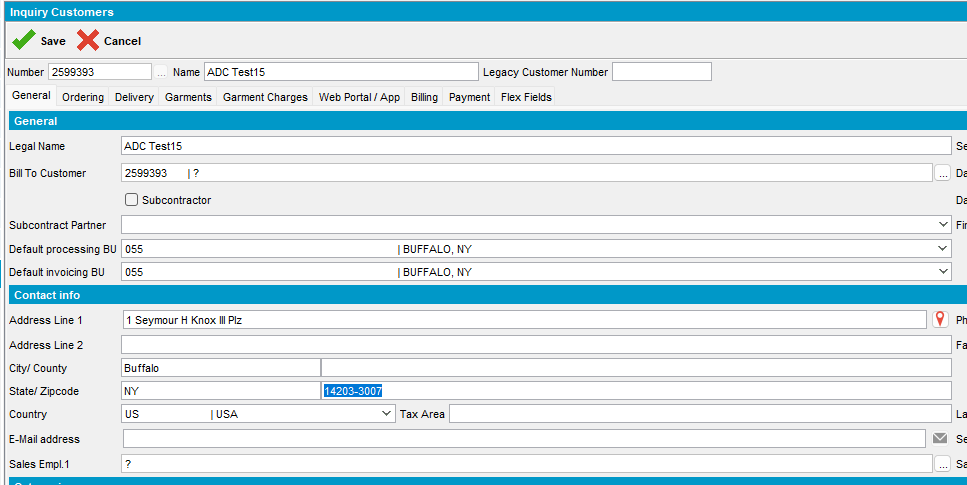 Inquiry Customers
Save Cancel
Number 2599393 ... Name ADC Test15 Legacy Customer Number
General Ordering Delivery Garments Garment Charges Web Portal / App Billing Payment Flex Fields
General
Legal Name ADC Test15 Se
Bill To Customer 2599393 | ? ... Da
Subcontractor Da
Subcontract Partner Fir
Default processing BU 055 | BUFFALO, NY
Default invoicing BU 055 | BUFFALO, NY
Contact info
Address Line 1 1 Seymour H Knox III Plz Ph
Address Line 2 Fa
City/ County Buffalo
State/ Zipcode NY 14203-3007
Country US | USA Tax Area La
E-Mail address Se
Sales Empl.1 ? ... Sa